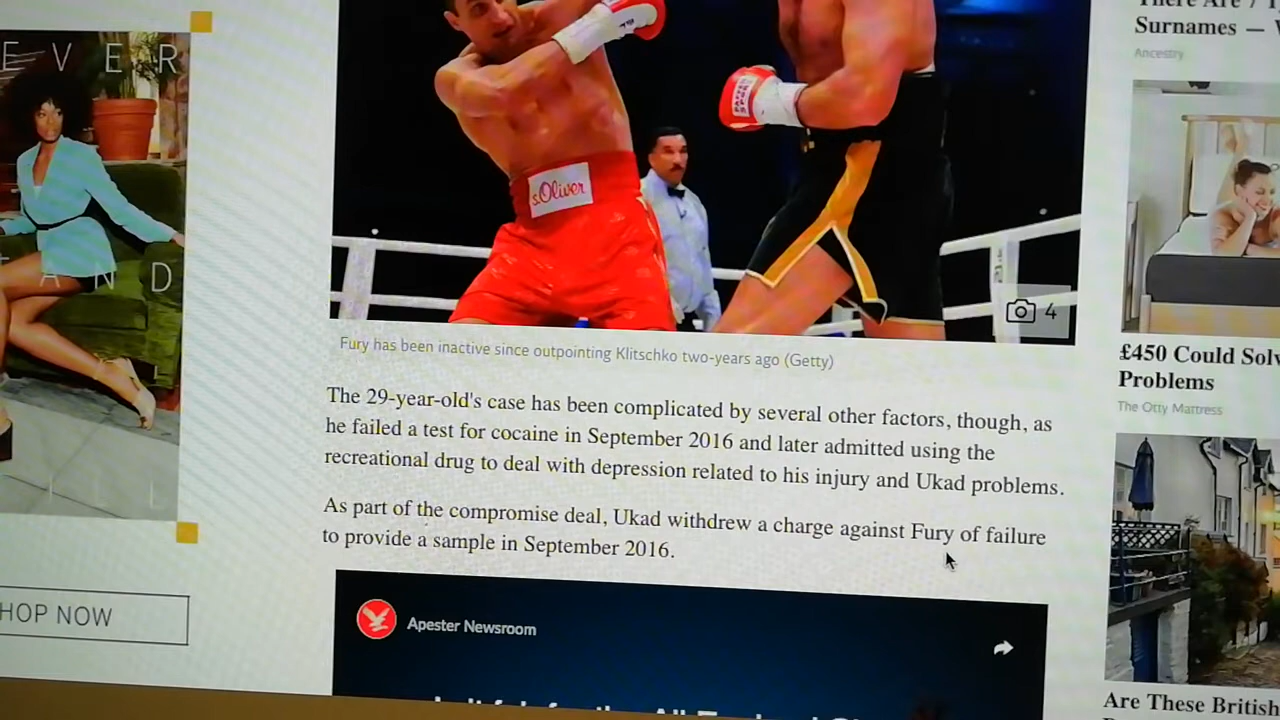 EVER
AND
HOP NOW
s.Oliver
4
Fury has been inactive since outpointing Klitschko two-years ago (Getty)
The 29-year-old's case has been complicated by several other factors, though, as
he failed a test for cocaine in September 2016 and later admitted using the
recreational drug to deal with depression related to his injury and Ukad problems.
As part of the compromise deal, Ukad withdrew a charge against Fury of failure
to provide a sample in September 2016.
Apester Newsroom
Surnames —
Ancestry
£450 Could Solv
Problems
The Otty Mattress
Are These British